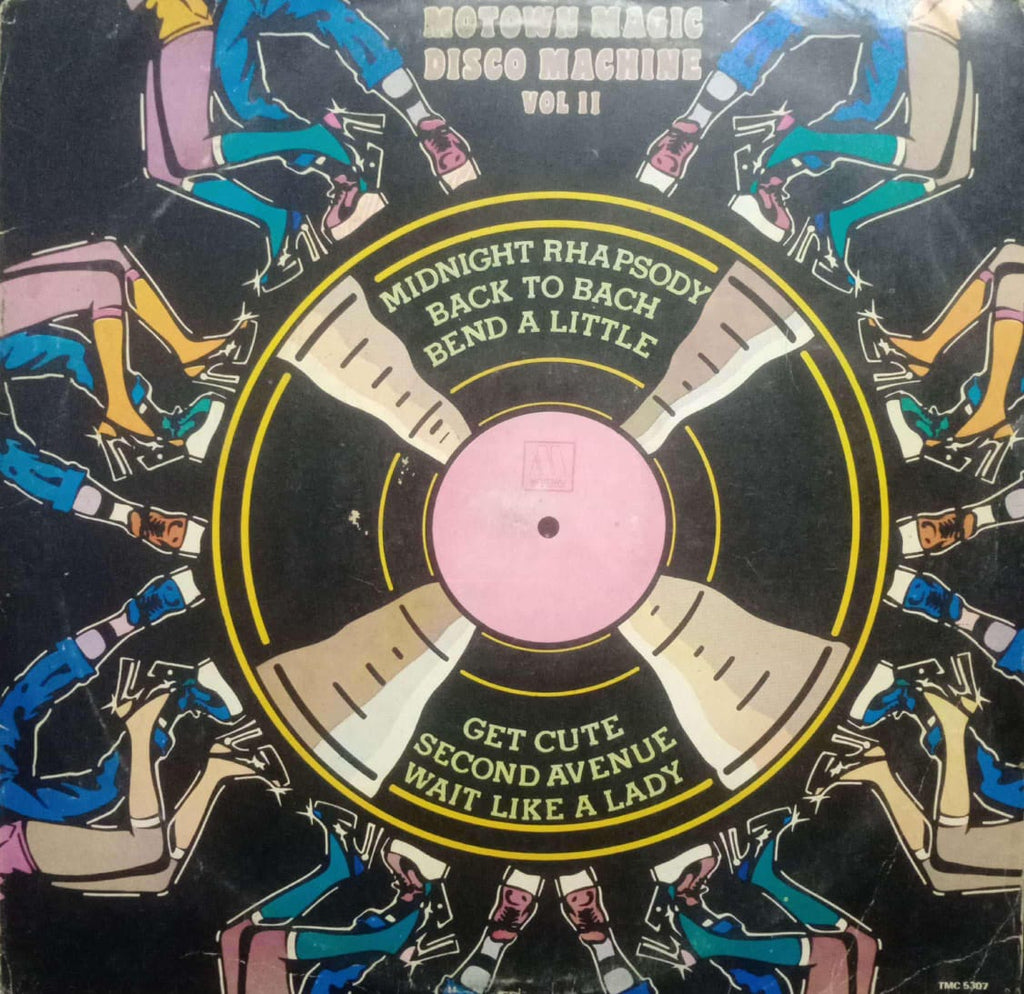 MOTOWN MAGIC
DISCO MACHINE
VOL II
MIDNIGHT RHAPSODY
BACK TO BACH
BEND A LITTLE
GET CUTE
SECOND AVENUE
WAIT LIKE A LADY
TMC 5307